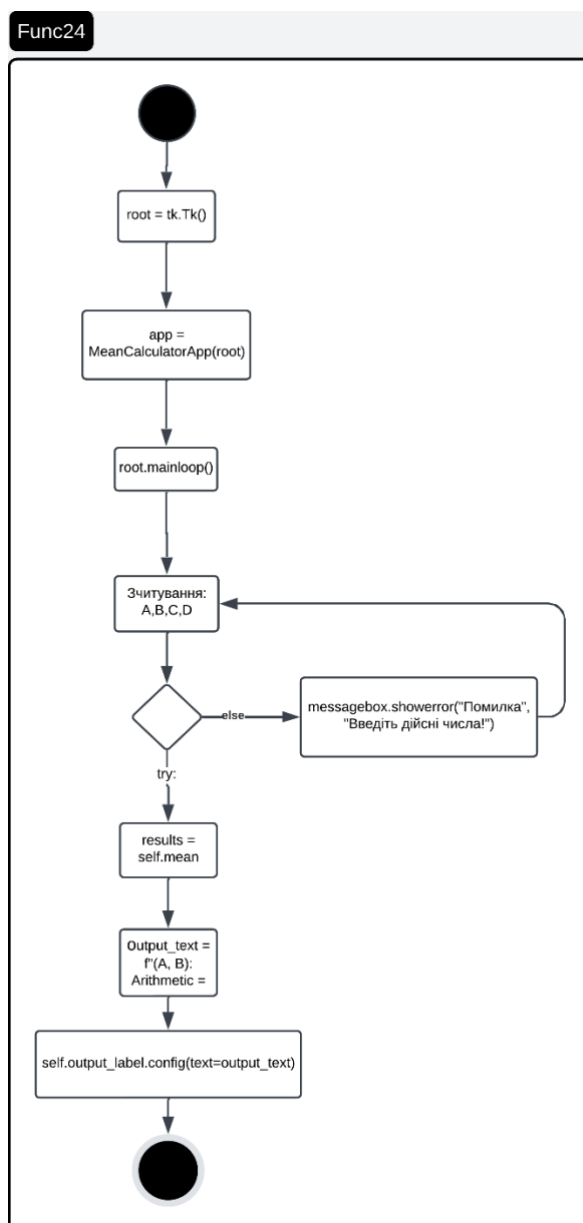 Func24
root = tk.Tk()
app =
MeanCalculatorApp(root)
root.mainloop()
Зчитування:
A,B,C,D
else
messagebox.showerror("Помилка",
"Введіть дійсні числа!")
try:
results =
self.mean
Output_text =
f"(A, B):
Arithmetic =
self.output_label.config(text=output_text)